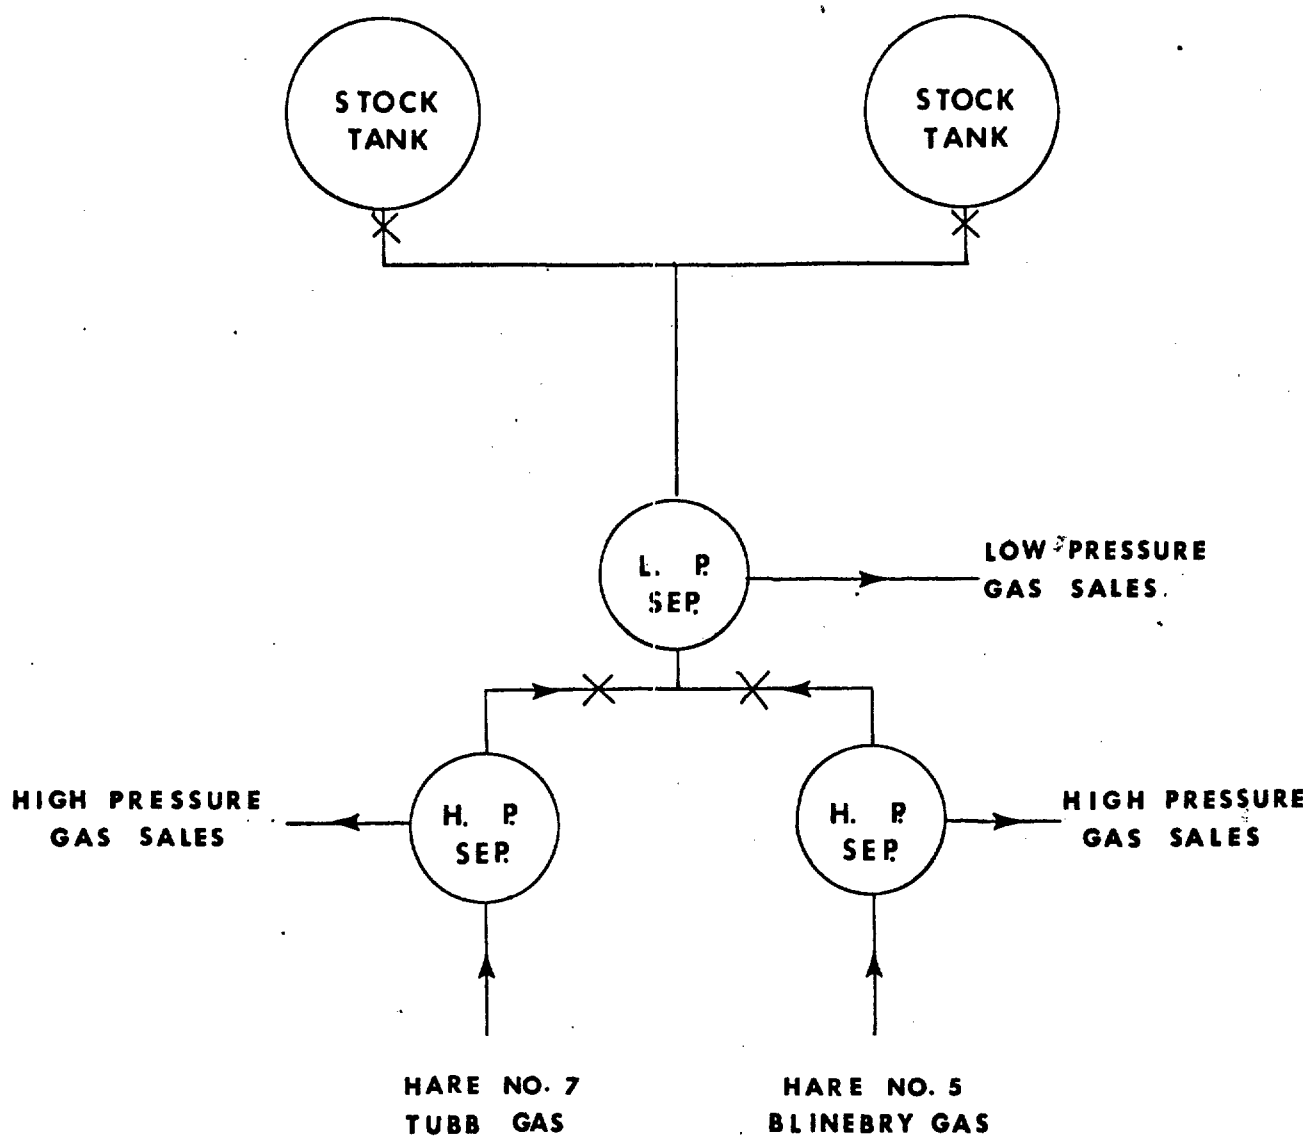 STOCK
TANK
STOCK
TANK
L. P.
SEP.
LOW PRESSURE
GAS SALES.
HIGH PRESSURE
GAS SALES
H. P.
SEP.
H. P.
SEP.
HIGH PRESSURE
GAS SALES
HARE NO. 7
TUBB GAS
HARE NO. 5
BLINEBRY GAS